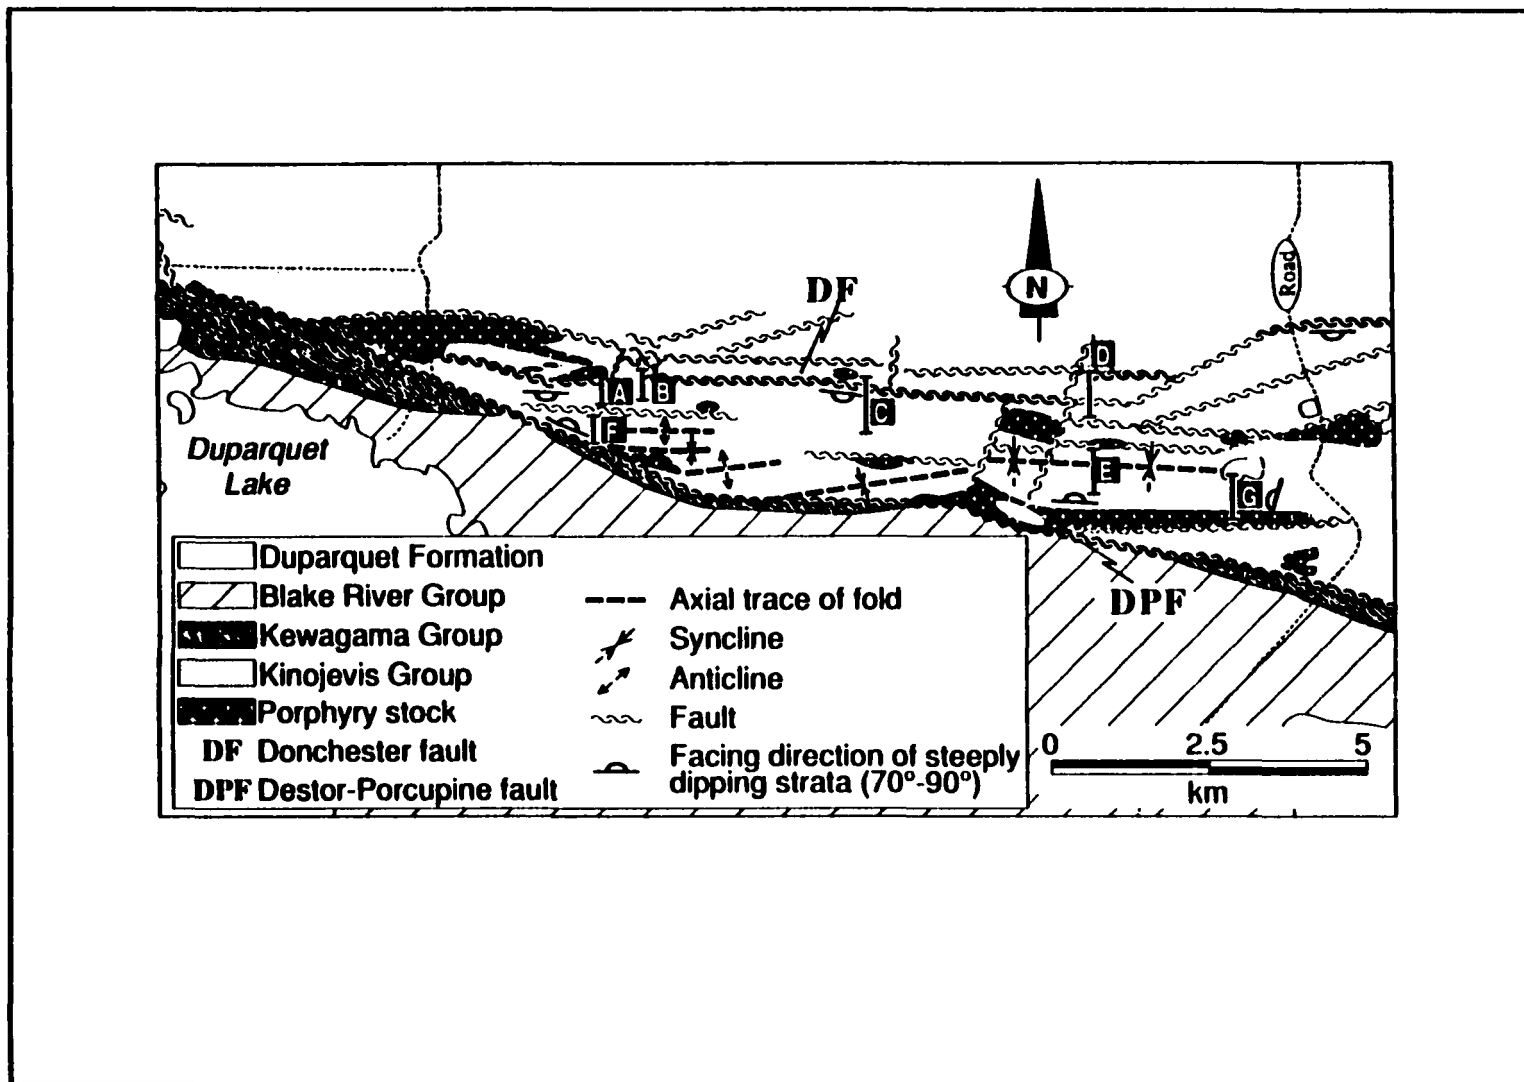 DF
N
Road
D
A
B
C
F
E
G
Duparquet
Lake
DPF
Duparquet Formation
Blake River Group
Kewagama Group
Kinojevis Group
Porphyry stock
DF Donchester fault
DPF Destor-Porcupine fault
Axial trace of fold
Syncline
Anticline
Fault
Facing direction of steeply
dipping strata (70°-90°)
0 2.5 5
km